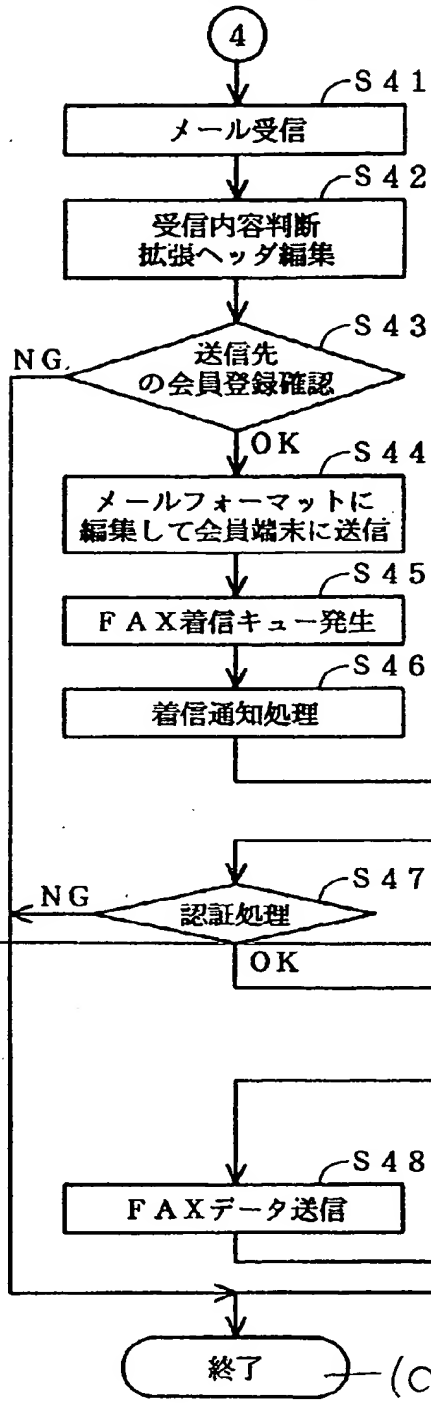 4
S41
メール受信
S42
受信内容判断
拡張ヘッダ編集
S43
NG
送信先
の会員登録確認
OK
S44
メールフォーマットに
編集して会員端末に送信
S45
FAX着信キュー発生
S46
着信通知処理
S47
NG
認証処理
OK
S48
FAXデータ送信
終了